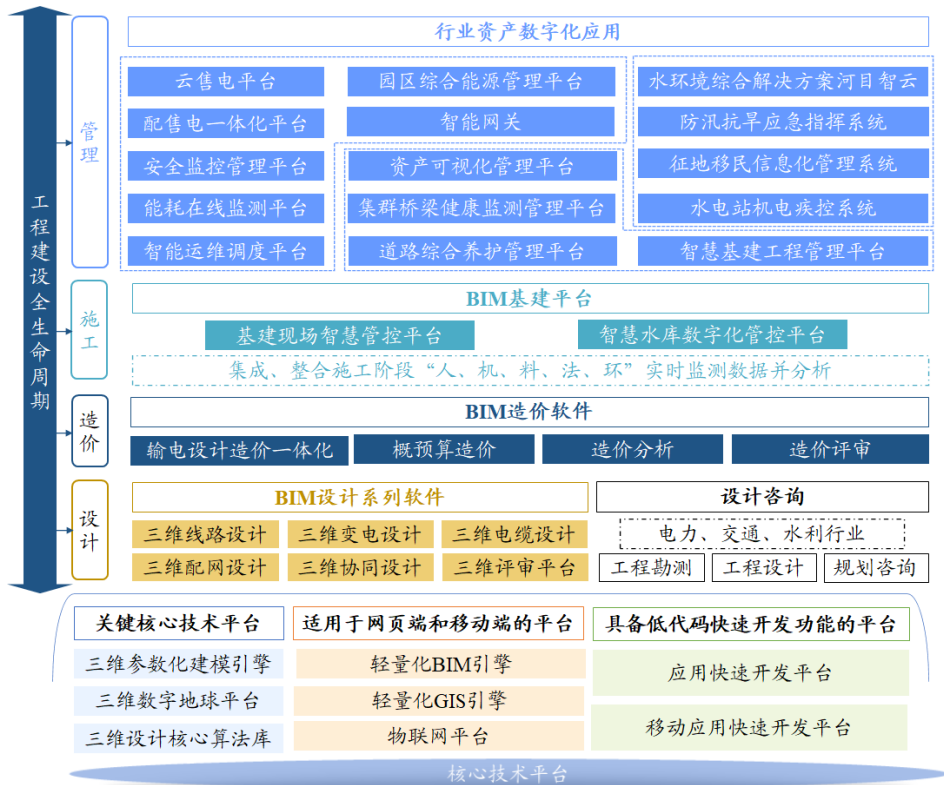 工程建设全生命周期
管理
行业资产数字化应用
云售电平台
园区综合能源管理平台
水环境综合解决方案河目智云
配售电一体化平台
智能网关
防汛抗旱应急指挥系统
安全监控管理平台
资产可视化管理平台
征地移民信息化管理系统
能耗在线监测平台
集群桥梁健康监测管理平台
水电站机电疾控系统
智能运维调度平台
道路综合养护管理平台
智慧基建工程管理平台
施工
BIM基建平台
基建现场智慧管控平台
智慧水库数字化管控平台
集成、整合施工阶段“人、机、料、法、环”实时监测数据并分析
造价
BIM造价软件
输电设计造价一体化
概预算造价
造价分析
造价评审
设计
BIM设计系列软件
设计咨询
三维线路设计
三维变电设计
三维电缆设计
电力、交通、水利行业
三维配网设计
三维协同设计
三维评审平台
工程勘测
工程设计
规划咨询
关键核心技术平台
适用于网页端和移动端的平台
具备低代码快速开发功能的平台
三维参数化建模引擎
轻量化BIM引擎
应用快速开发平台
三维数字地球平台
轻量化GIS引擎
移动应用快速开发平台
三维设计核心算法库
物联网平台
核心技术平台